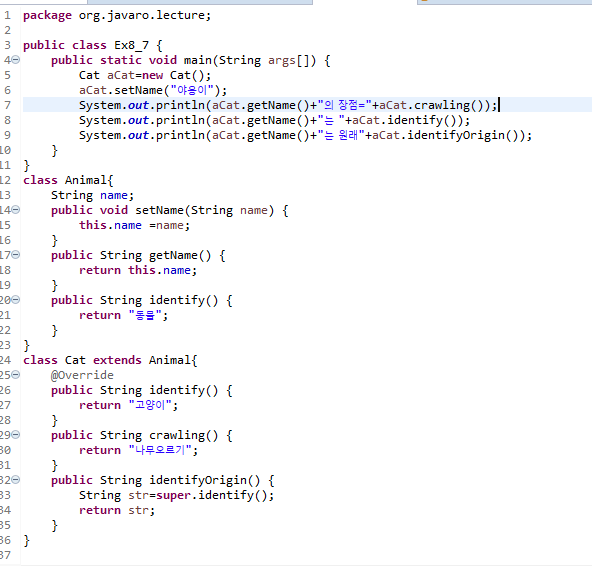 1 package org.javaro.lecture;
2
3 public class Ex8_7 {
4 public static void main(String args[]) {
5 Cat aCat=new Cat();
6 aCat.setName("야옹이");
7 System.out.println(aCat.getName()+"의 장점="+aCat.crawling());
8 System.out.println(aCat.getName()+"는 "+aCat.identify());
9 System.out.println(aCat.getName()+"는 원래"+aCat.identifyOrigin());
10 }
11 }
12 class Animal{
13 String name;
14 public void setName(String name) {
15 this.name =name;
16 }
17 public String getName() {
18 return this.name;
19 }
20 public String identify() {
21 return "동물";
22 }
23 }
24 class Cat extends Animal{
25 @Override
26 public String identify() {
27 return "고양이";
28 }
29 public String crawling() {
30 return "나무오르기";
31 }
32 public String identifyOrigin() {
33 String str=super.identify();
34 return str;
35 }
36 }
37